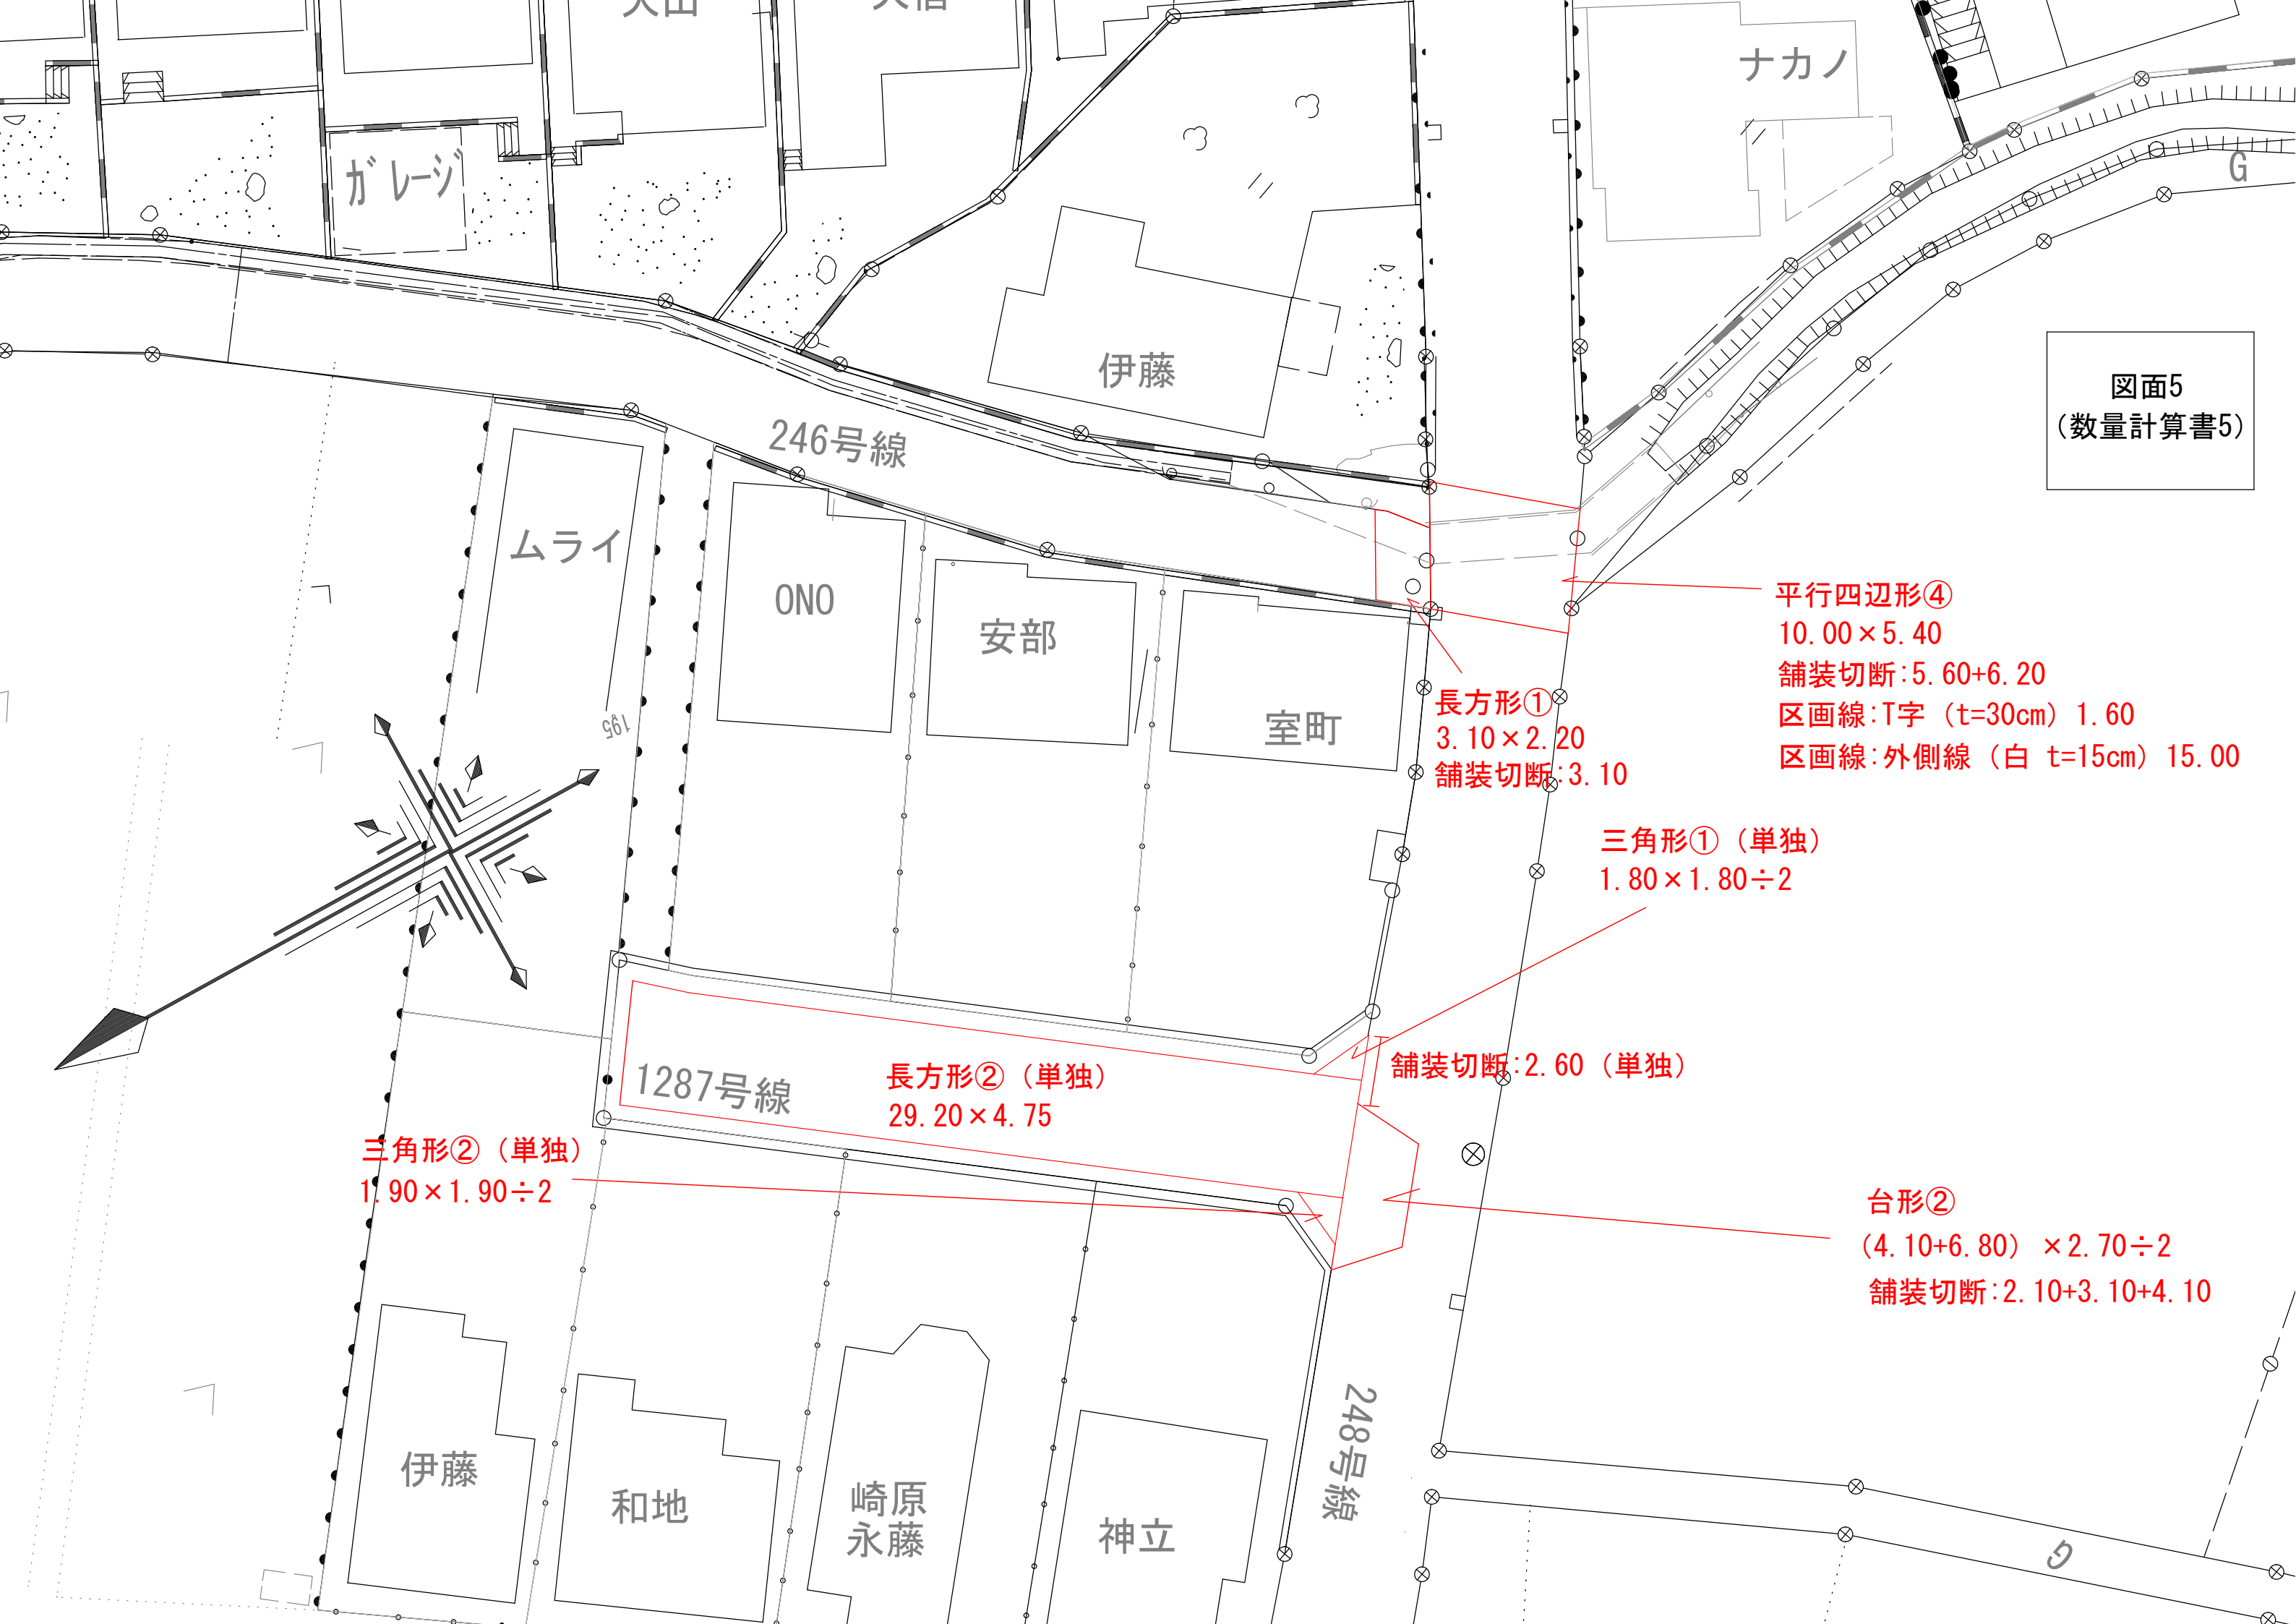 ナカノ
ガレージ
G
伊藤
図面5
(数量計算書5)
246号線
ムライ
ONO
安部
室町
195
平行四辺形④
10.00×5.40
舗装切断:5.60+6.20
区画線:T字（t=30cm）1.60
区画線:外側線（白 t=15cm）15.00
長方形①
3.10×2.20
舗装切断:3.10
三角形①（単独）
1.80×1.80÷2
舗装切断:2.60（単独）
1287号線
長方形②（単独）
29.20×4.75
三角形②（単独）
1.90×1.90÷2
台形②
(4.10+6.80）×2.70÷2
舗装切断:2.10+3.10+4.10
248号線
伊藤
和地
崎原
永藤
神立
G